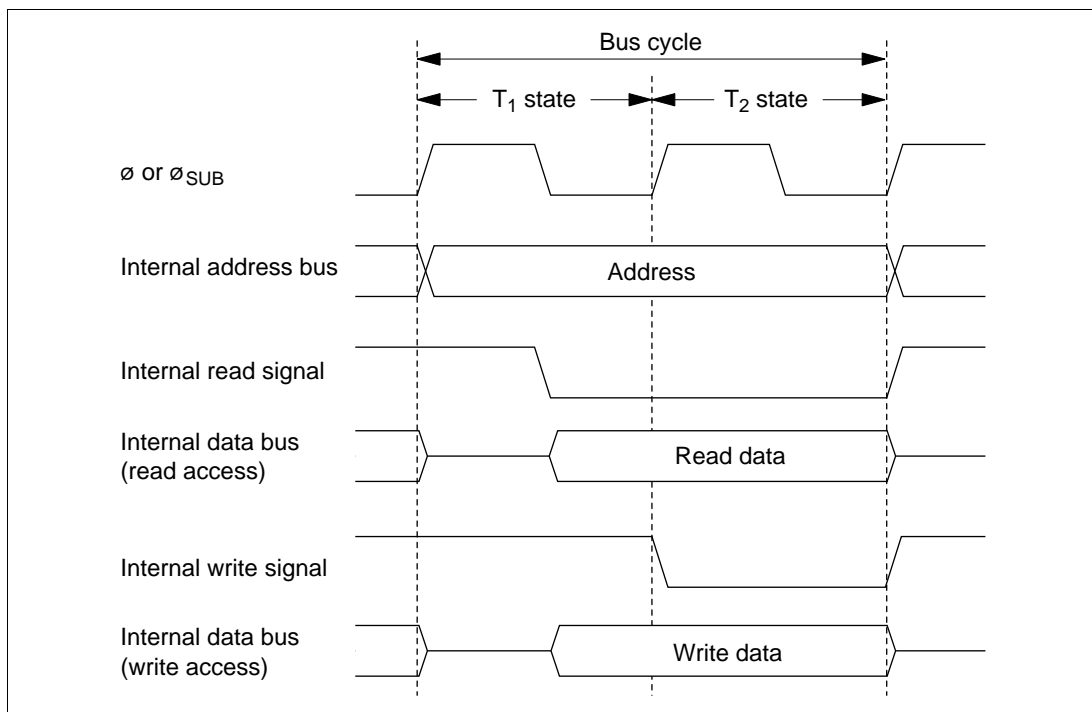 Bus cycle
T₁ state
T₂ state
ø or ø SUB
Internal address bus
Address
Internal read signal
Internal data bus
(read access)
Read data
Internal write signal
Internal data bus
(write access)
Write data